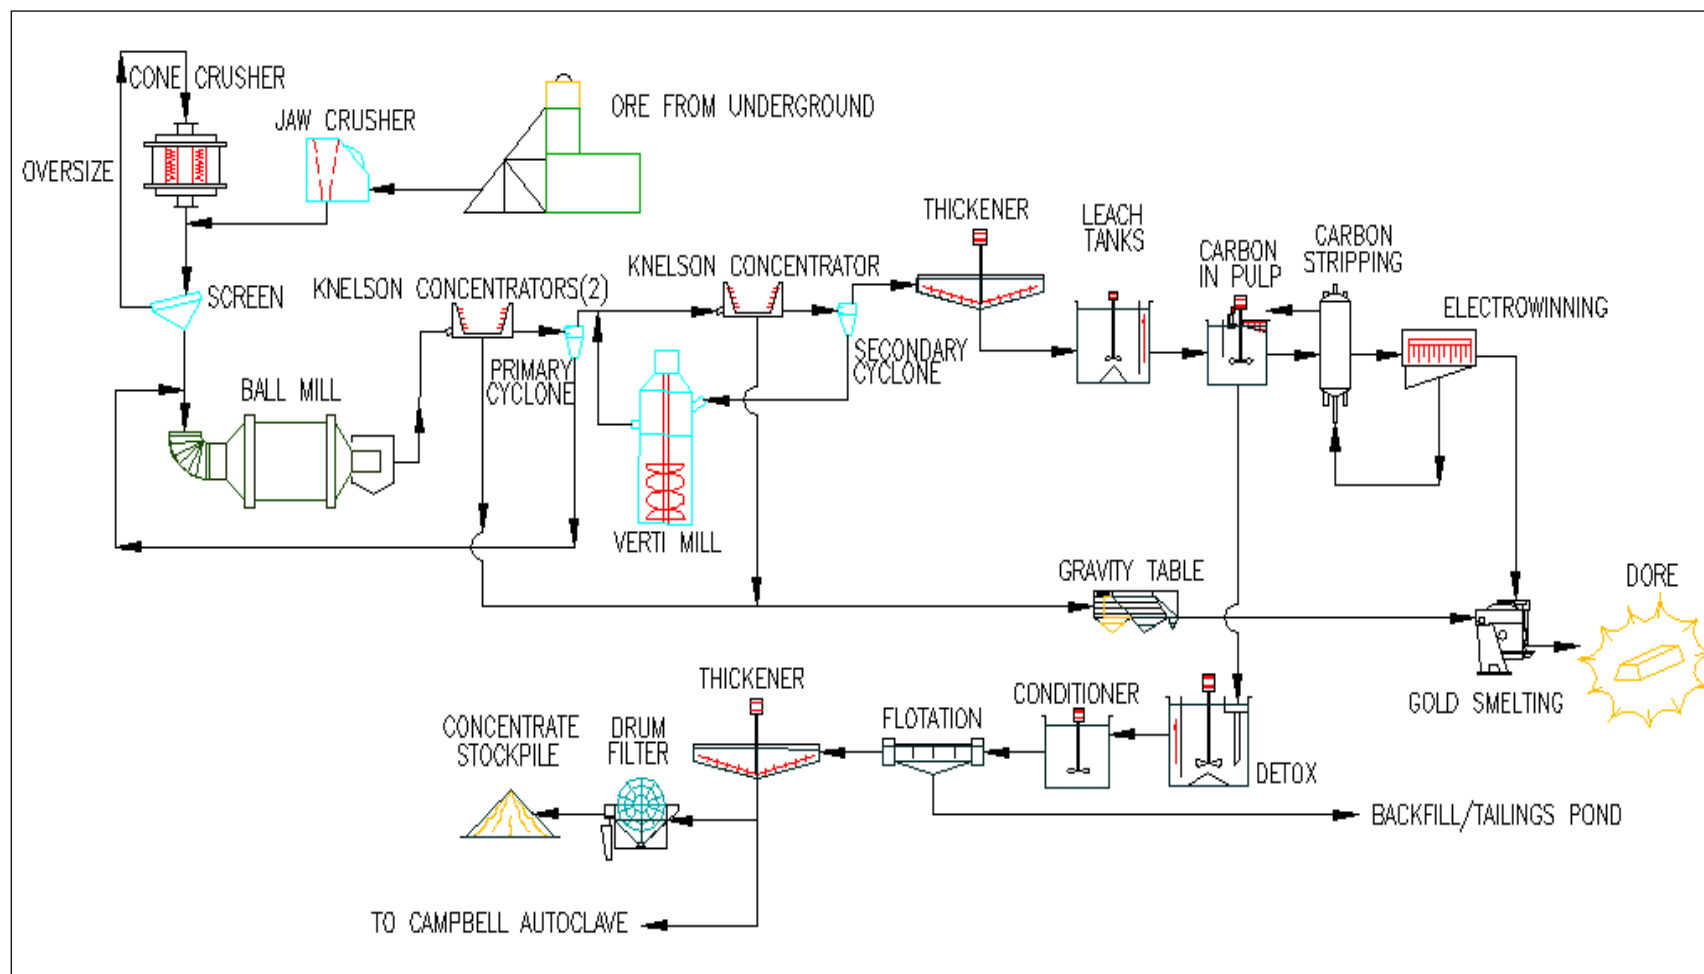 CONE CRUSHER
JAW CRUSHER
ORE FROM UNDERGROUND
OVERSIZE
SCREEN
KNELSON CONCENTRATORS(2)
KNELSON CONCENTRATOR
THICKENER
LEACH
TANKS
CARBON
IN PULP
CARBON
STRIPPING
ELECTROWINNING
PRIMARY
CYCLONE
SECONDARY
CYCLONE
BALL MILL
VERTI MILL
GRAVITY TABLE
DORE
GOLD SMELTING
THICKENER
CONDITIONER
FLOTATION
CONCENTRATE
STOCKPILE
DRUM
FILTER
DETOX
BACKFILL/TAILINGS POND
TO CAMPBELL AUTOCLAVE